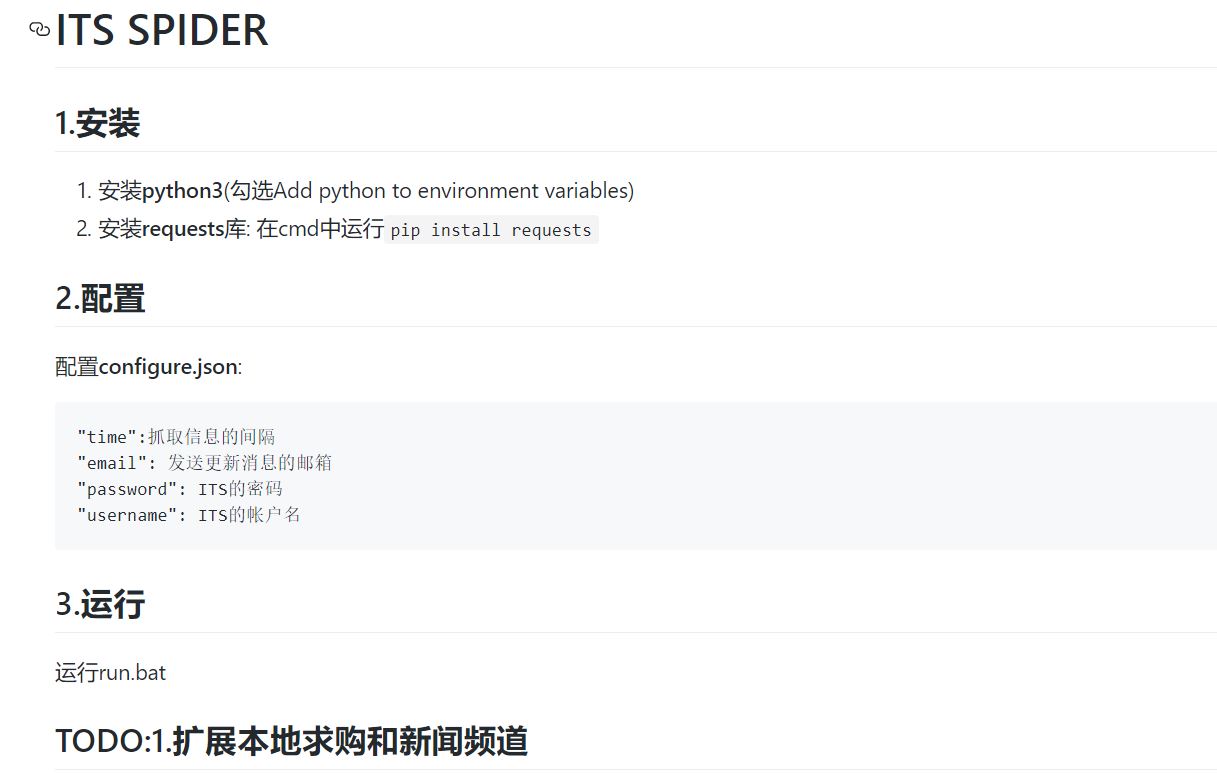 ITS SPIDER
1.安装
1. 安装python3(勾选Add python to environment variables)
2. 安装requests库: 在cmd中运行 pip install requests
2.配置
配置configure.json:
"time":抓取信息的间隔
"email": 发送更新消息的邮箱
"password": ITS的密码
"username": ITS的帐户名
3.运行
运行run.bat
TODO:1.扩展本地求购和新闻频道